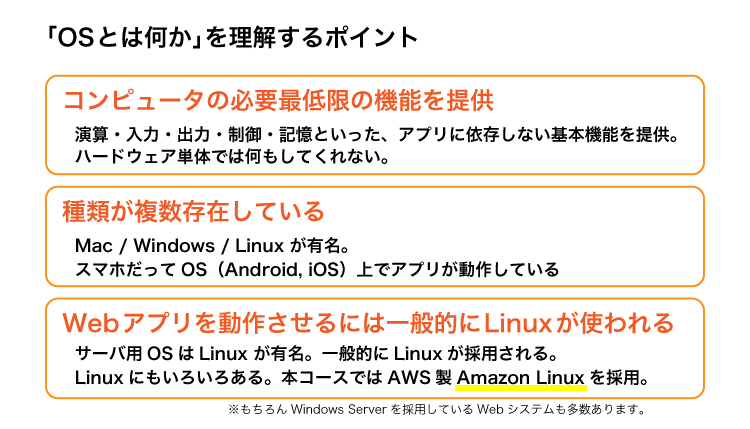 「OSとは何か」を理解するポイント
コンピュータの必要最低限の機能を提供
演算・入力・出力・制御・記憶といった、アプリに依存しない基本機能を提供。
ハードウェア単体では何もしてくれない。
種類が複数存在している
Mac / Windows / Linux が有名。
スマホだって OS（Android, iOS）上でアプリが動作している
Webアプリを動作させるには一般的にLinuxが使われる
サーバ用 OS は Linux が有名。一般的に Linux が採用される。
Linux にもいろいろある。本コースでは AWS 製 Amazon Linux を採用。
※もちろん Windows Server を採用している Web システムも多数あります。